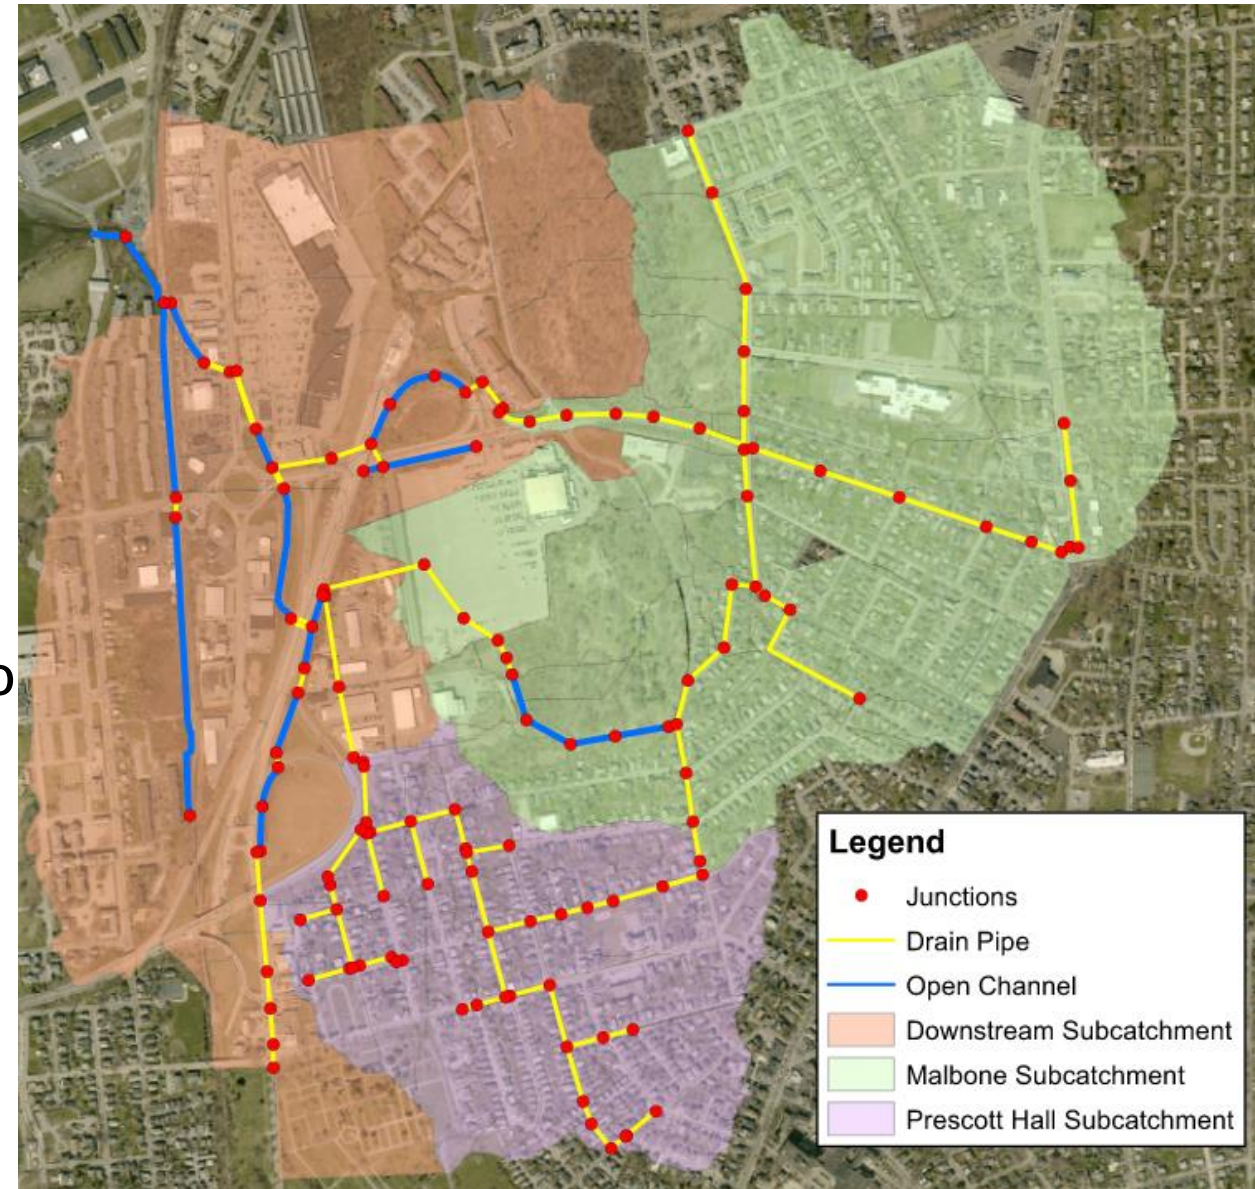 o
Legend
Junctions
Drain Pipe
Open Channel
Downstream Subcatchment
Malbone Subcatchment
Prescott Hall Subcatchment